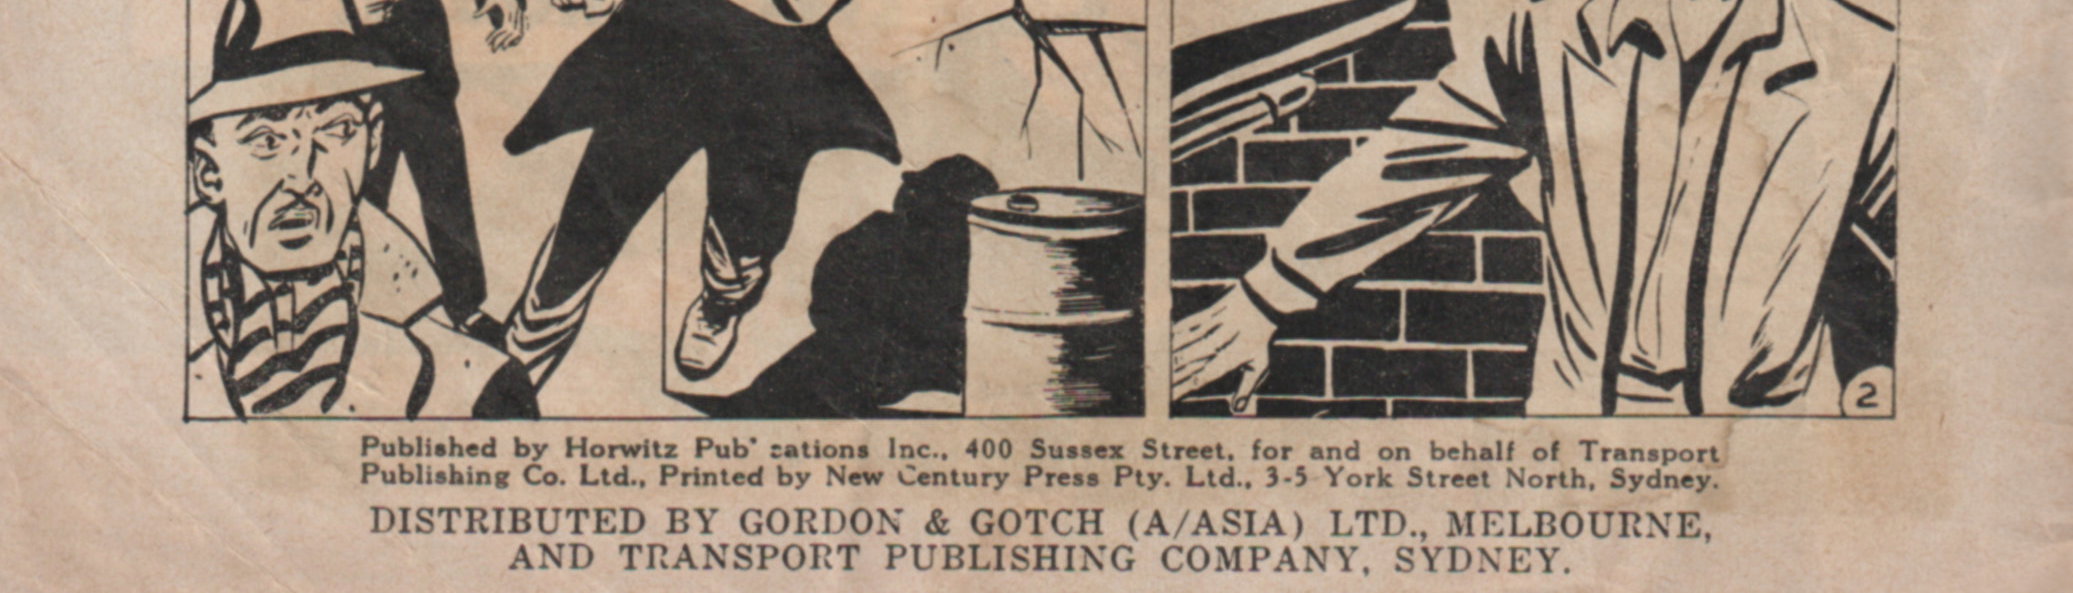 2
Published by Horwitz Pub' cations Inc., 400 Sussex Street, for and on behalf of Transport
Publishing Co. Ltd., Printed by New Century Press Pty. Ltd., 3-5 York Street North, Sydney.
DISTRIBUTED BY GORDON & GOTCH (A/ASIA) LTD., MELBOURNE,
AND TRANSPORT PUBLISHING COMPANY, SYDNEY.